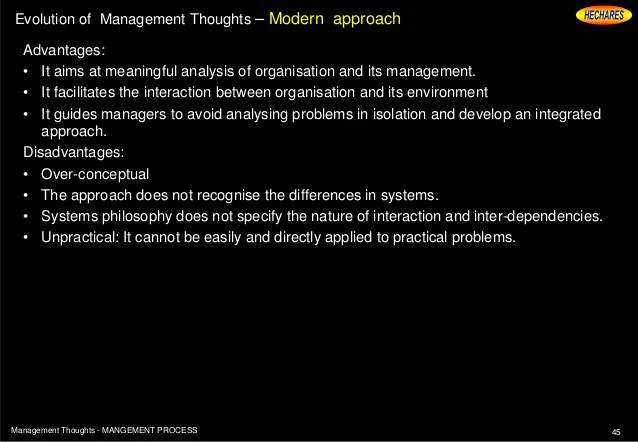 Evolution of Management Thoughts – Modern approach
HECHARES
Advantages:
• It aims at meaningful analysis of organisation and its management.
• It facilitates the interaction between organisation and its environment
• It guides managers to avoid analysing problems in isolation and develop an integrated
approach.
Disadvantages:
• Over-conceptual
• The approach does not recognise the differences in systems.
• Systems philosophy does not specify the nature of interaction and inter-dependencies.
• Unpractical: It cannot be easily and directly applied to practical problems.
Management Thoughts - MANGEMENT PROCESS
45